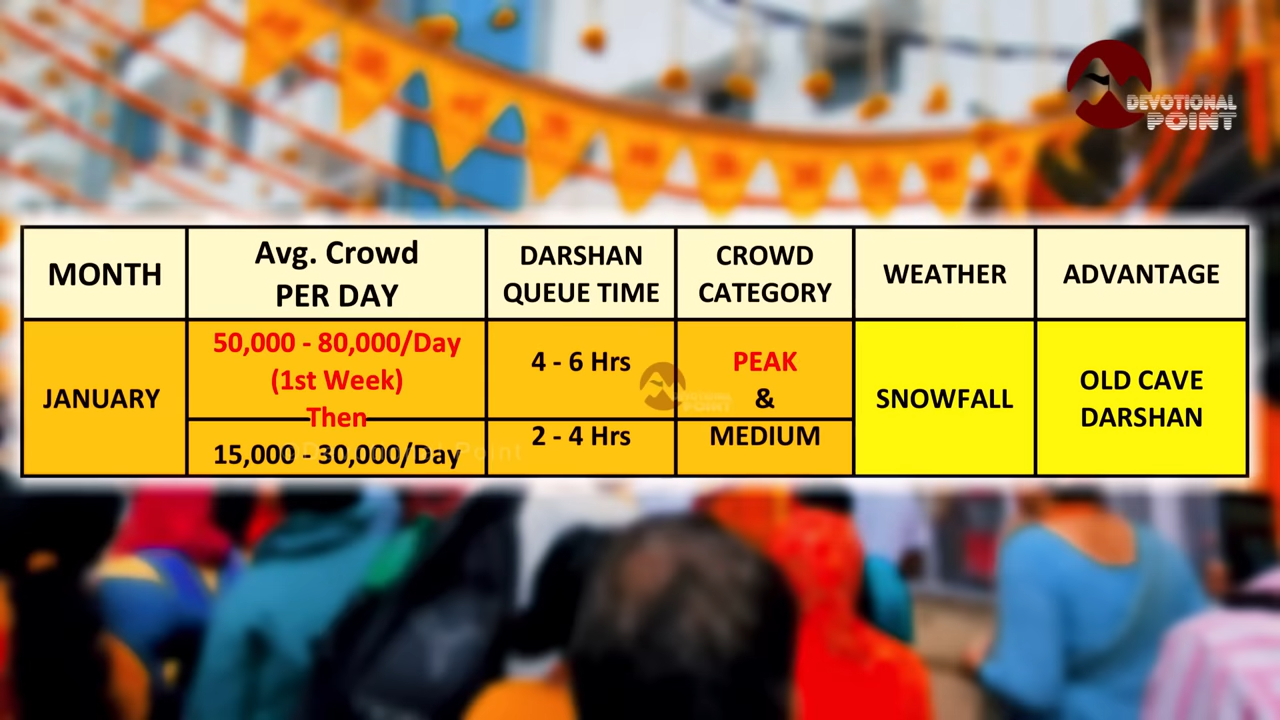 DEVOTIONAL
POINT
MONTH
Avg. Crowd
PER DAY
DARSHAN
QUEUE TIME
CROWD
CATEGORY
WEATHER
ADVANTAGE
JANUARY
50,000 - 80,000/Day
(1st Week)
Then
15,000 - 30,000/Day
4 - 6 Hrs
2 - 4 Hrs
PEAK
&
MEDIUM
SNOWFALL
OLD CAVE
DARSHAN